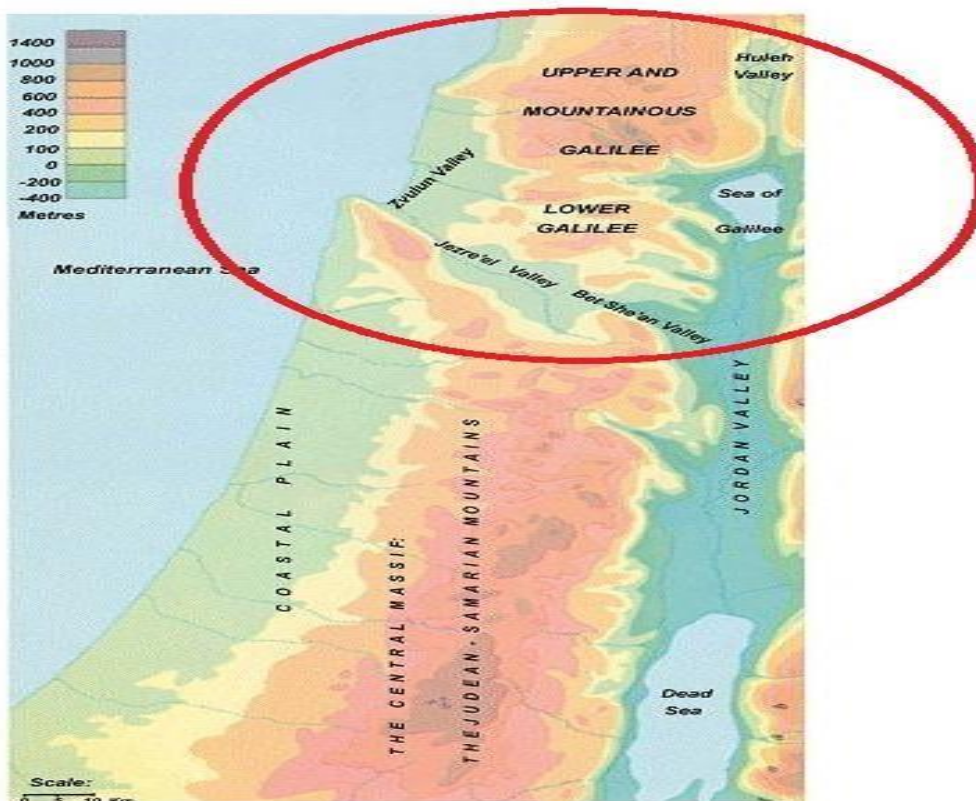 1400
1000
800
600
400
200
100
0
-200
-400
Metres
UPPER AND
MOUNTAINOUS
GALILEE
Huleh
Valley
Zvulun Valley
LOWER
GALILEE
Sea of
Galilee
Mediterranean Sea
Jezre'el Valley
Bet-She'an Valley
JORDAN VALLEY
COASTAL PLAIN
THE CENTRAL MASSIF:
THE JUDEAN - SAMARIAN MOUNTAINS
Dead
Sea
Scale: